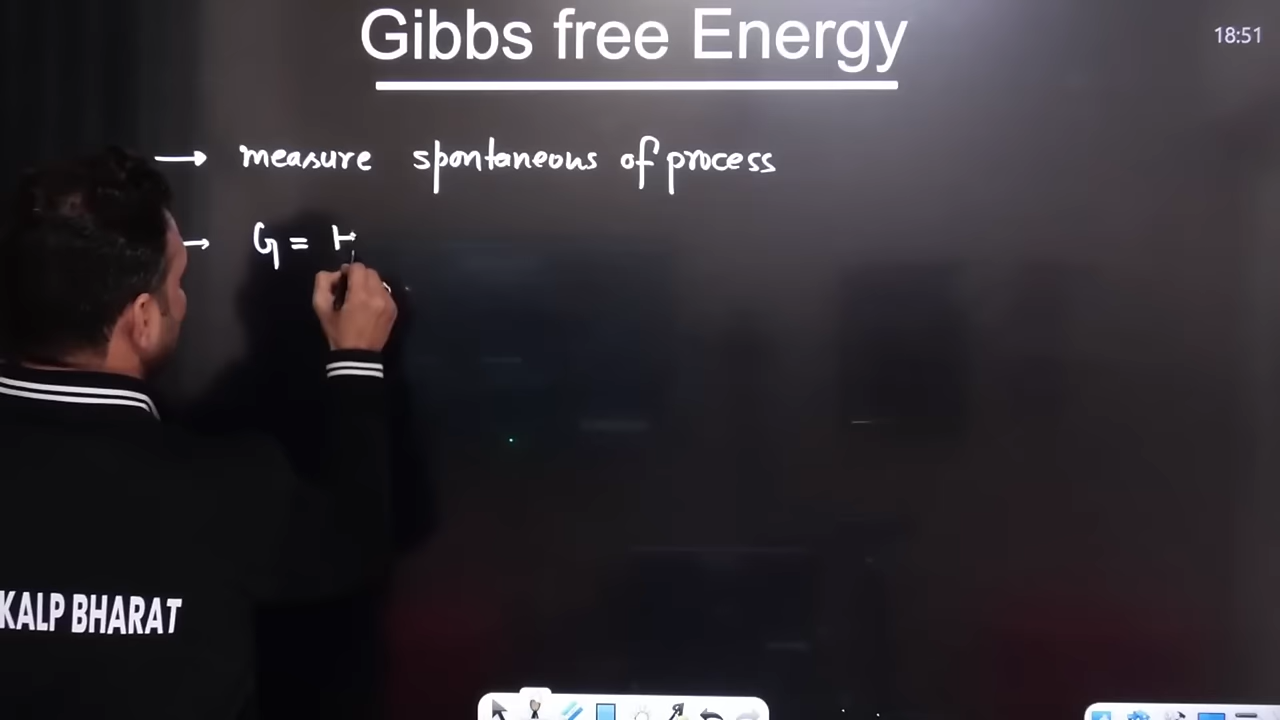 Gibbs free Energy
18:51
→ measure spontaneous of process
→ G = H
KALP BHARAT